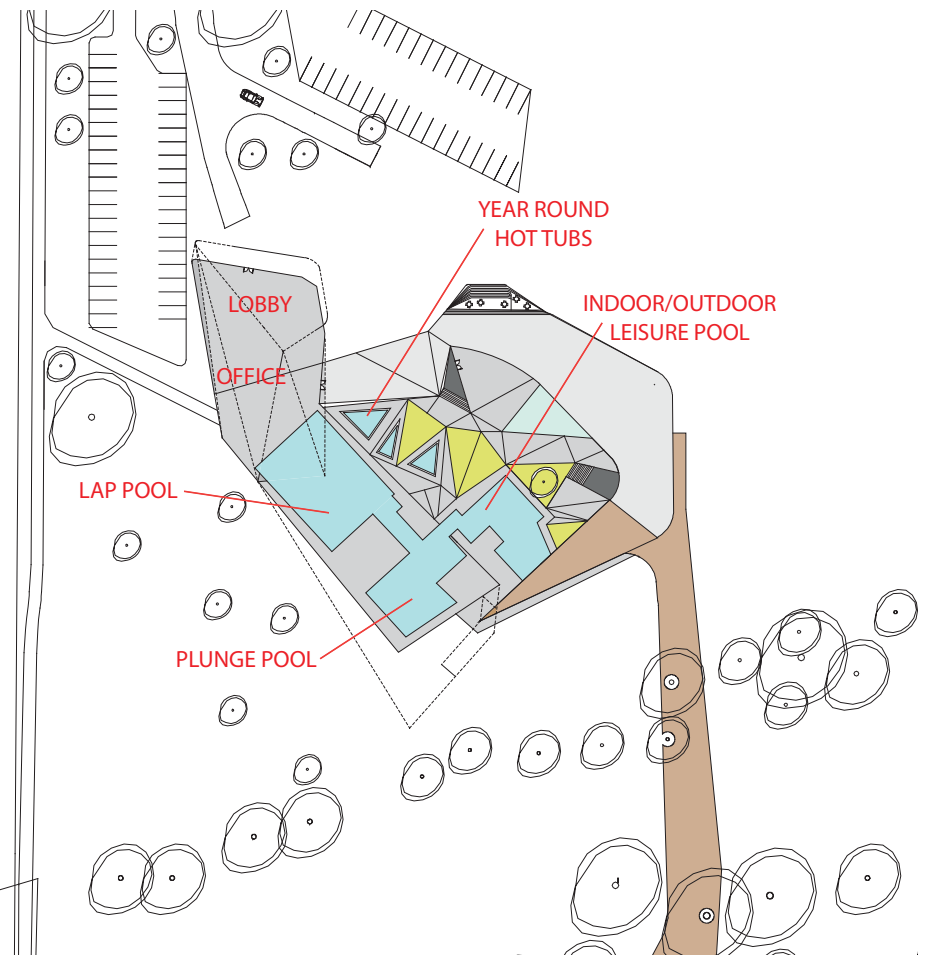 YEAR ROUND
HOT TUBS
LOBBY
INDOOR/OUTDOOR
LEISURE POOL
OFFICE
LAP POOL
PLUNGE POOL